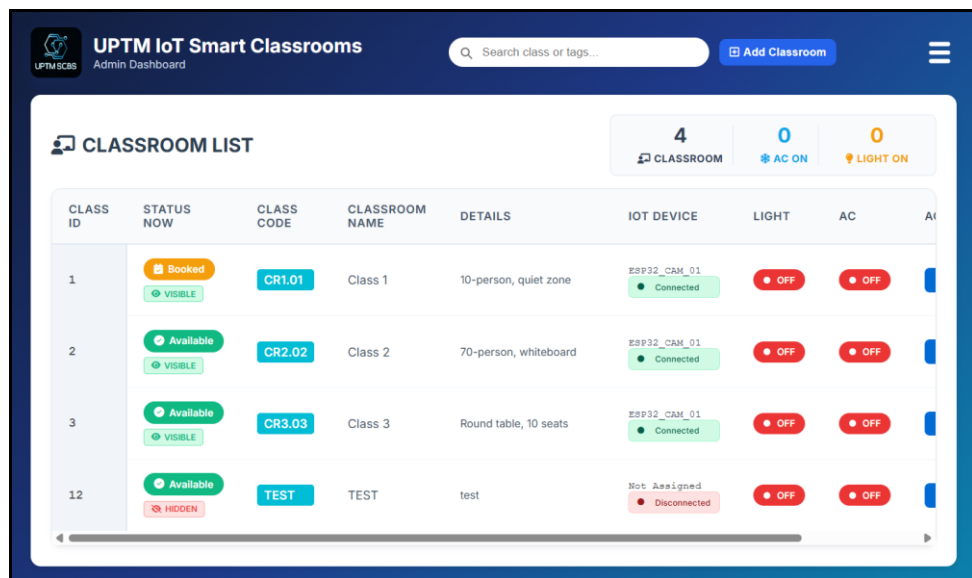 UPTM SCBS
UPTM IoT Smart Classrooms
Admin Dashboard
Search class or tags...
Add Classroom
CLASSROOM LIST
4 0 0
CLASSROOM AC ON LIGHT ON
CLASS ID STATUS NOW CLASS CODE CLASSROOM NAME DETAILS IOT DEVICE LIGHT AC
1 Booked VISIBLE CR1.01 Class 1 10-person, quiet zone ESP32_CAM_01 Connected OFF OFF
2 Available VISIBLE CR2.02 Class 2 70-person, whiteboard ESP32_CAM_01 Connected OFF OFF
3 Available VISIBLE CR3.03 Class 3 Round table, 10 seats ESP32_CAM_01 Connected OFF OFF
12 Available HIDDEN TEST TEST test Not Assigned Disconnected OFF OFF